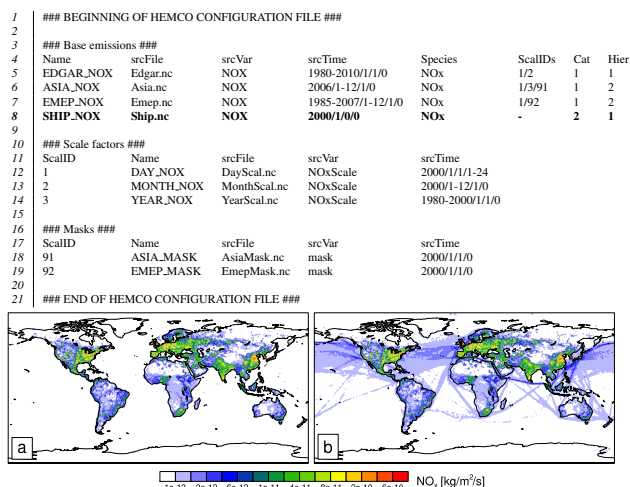 1 ### BEGINNING OF HEMCO CONFIGURATION FILE ###
2
3 ### Base emissions ###
4 Name srcFile srcVar srcTime Species ScalIDs Cat Hier
5 EDGAR_NOX Edgar.nc NOX 1980-2010/1/1/0 NOx 1/2 1 1
6 ASIA_NOX Asia.nc NOX 2006/1-12/1/0 NOx 1/3/91 1 2
7 EMEP_NOX Emep.nc NOX 1985-2007/1-12/1/0 NOx 1/92 1 2
8 SHIP_NOX Ship.nc NOX 2000/1/0/0 NOx - 2 1
9
10 ### Scale factors ###
11 ScalID Name srcFile srcVar srcTime
12 1 DAY_NOX DayScal.nc NOXScale 2000/1/1/1-24
13 2 MONTH_NOX MonthScal.nc NOXScale 2000/1-12/1/0
14 3 YEAR_NOX YearScal.nc NOXScale 1980-2000/1/1/0
15
16 ### Masks ###
17 ScalID Name srcFile srcVar srcTime
18 91 ASIA_MASK AsiaMask.nc mask 2000/1/1/0
19 92 EMEP_MASK EmepMask.nc mask 2000/1/1/0
20
21 ### END OF HEMCO CONFIGURATION FILE ###
a b
NOx [kg/m2/s]